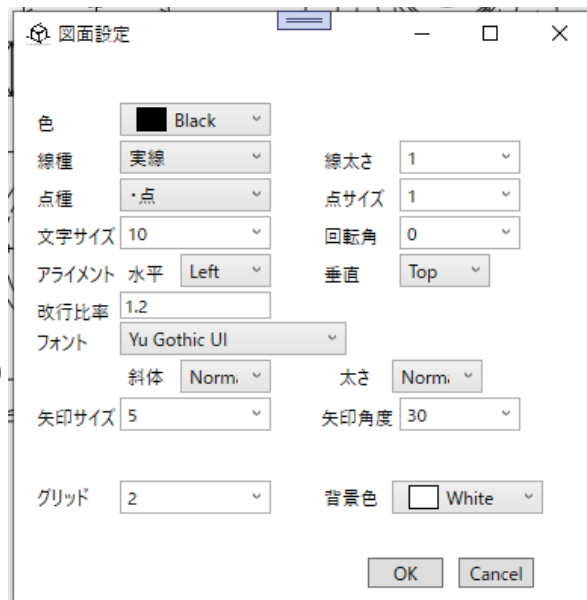 図面設定
色 Black
線種 実線 線太さ 1
点種 ・点 点サイズ 1
文字サイズ 10 回転角 0
アライメント 水平 Left 垂直 Top
改行比率 1.2
フォント Yu Gothic UI
斜体 Norma 太さ Norma
矢印サイズ 5 矢印角度 30
グリッド 2 背景色 White
OK Cancel